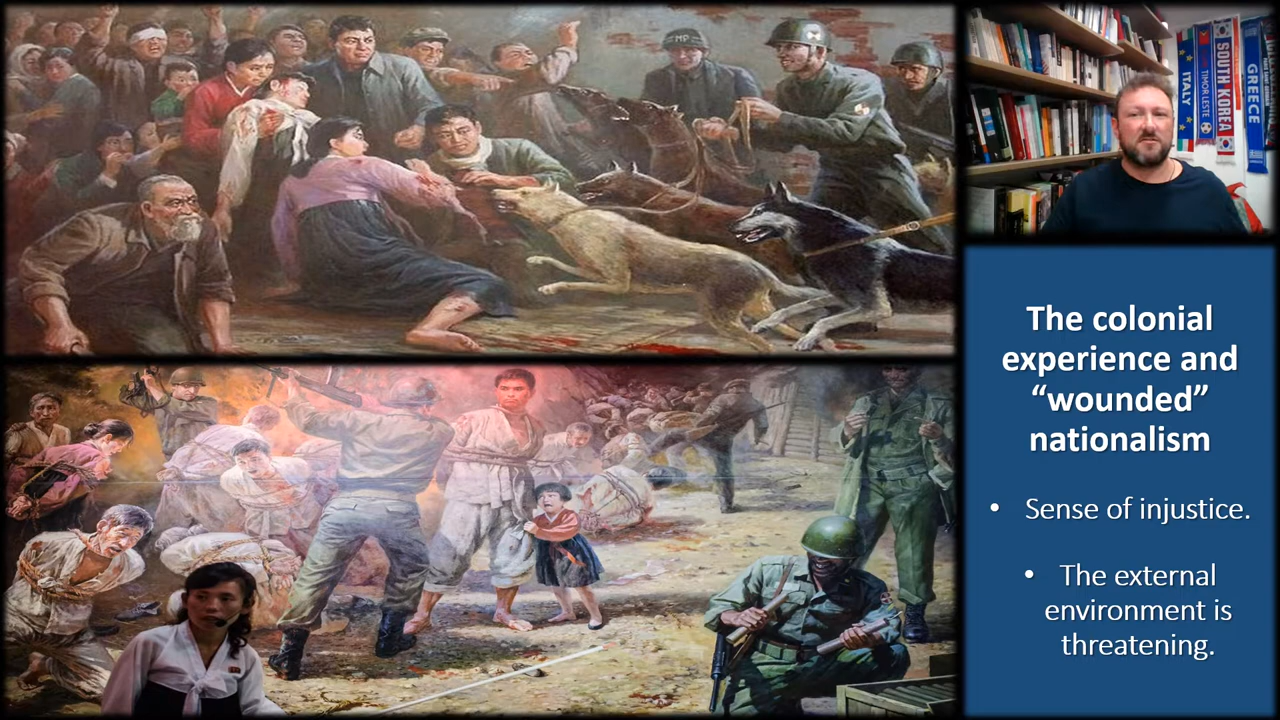 MP
ITALY
TIMOR LESTE
SOUTH KOREA
GREECE
The colonial
experience and
“wounded”
nationalism
• Sense of injustice.
• The external
environment is
threatening.